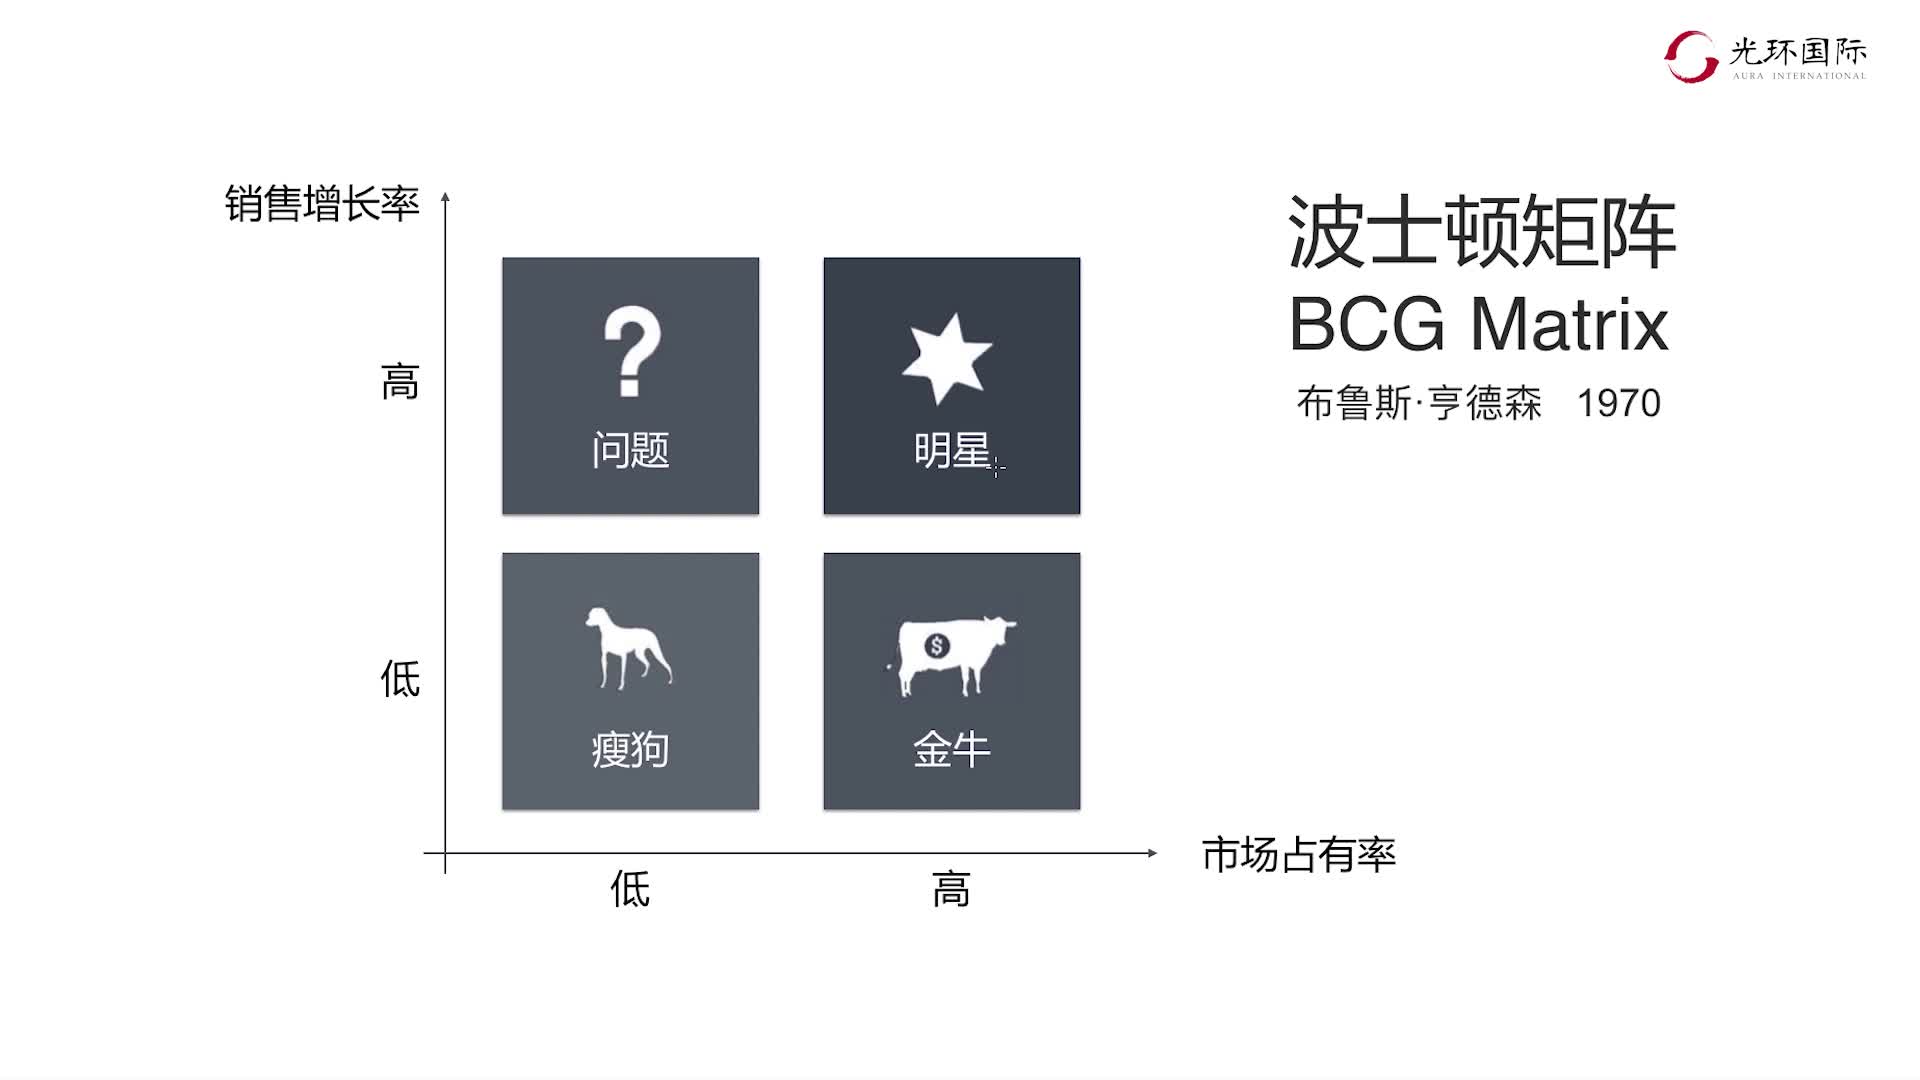 光环国际
AURA INTERNATIONAL
销售增长率
波士顿矩阵
BCG Matrix
布鲁斯·亨德森 1970
高
?
问题
明星
低
$
瘦狗
金牛
市场占有率
低
高